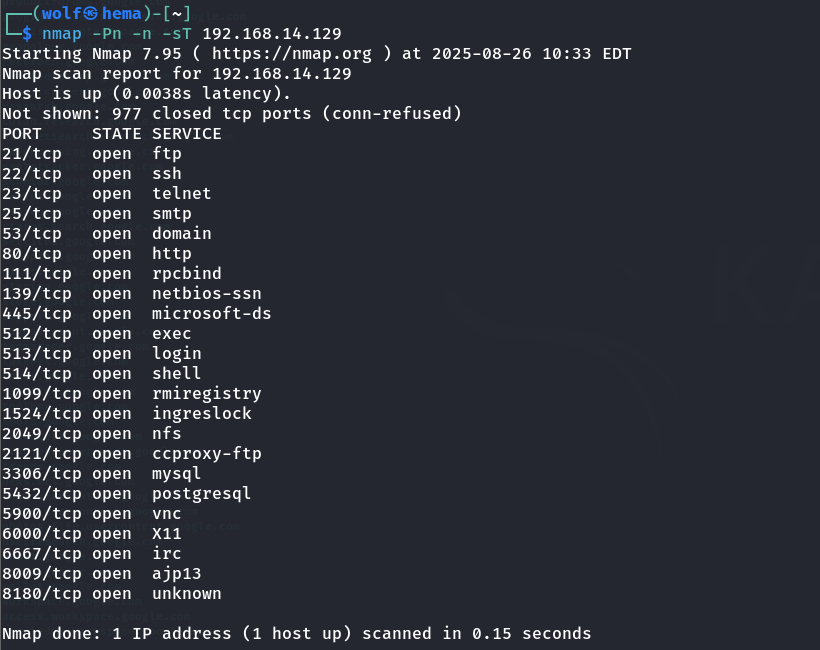 ┌──(wolf㉿hema)-[~]
└─$ nmap -Pn -n -sT 192.168.14.129
Starting Nmap 7.95 ( https://nmap.org ) at 2025-08-26 10:33 EDT
Nmap scan report for 192.168.14.129
Host is up (0.0038s latency).
Not shown: 977 closed tcp ports (conn-refused)
PORT     STATE SERVICE
21/tcp   open  ftp
22/tcp   open  ssh
23/tcp   open  telnet
25/tcp   open  smtp
53/tcp   open  domain
80/tcp   open  http
111/tcp  open  rpcbind
139/tcp  open  netbios-ssn
445/tcp  open  microsoft-ds
512/tcp  open  exec
513/tcp  open  login
514/tcp  open  shell
1099/tcp open  rmiregistry
1524/tcp open  ingreslock
2049/tcp open  nfs
2121/tcp open  ccproxy-ftp
3306/tcp open  mysql
5432/tcp open  postgresql
5900/tcp open  vnc
6000/tcp open  X11
6667/tcp open  irc
8009/tcp open  ajp13
8180/tcp open  unknown
Nmap done: 1 IP address (1 host up) scanned in 0.15 seconds